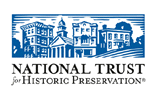 NATIONAL TRUST
for HISTORIC PRESERVATION®